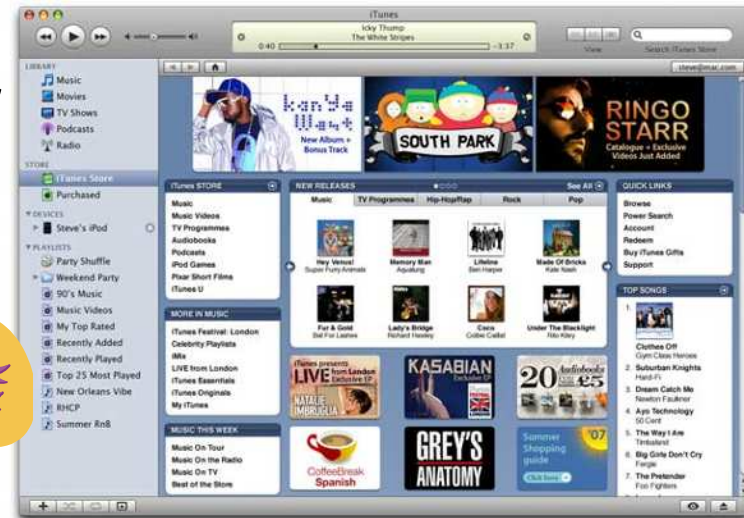 iTunes
Icky Thump
The White Stripes
0:40
-3:37
View
Search iTunes Store
steve@mac.com
LIBRARY
Music
Movies
TV Shows
Podcasts
Radio
STORE
iTunes Store
Purchased
DEVICES
Steve's iPod
PLAYLISTS
Party Shuffle
Weekend Party
90's Music
Music Videos
My Top Rated
Recently Added
Recently Played
Top 25 Most Played
New Orleans Vibe
RHCP
Summer RnB
kanYe
West
New Album +
Bonus Track
SOUTH PARK
RINGO
STARR
Catalogue + Exclusive
Videos Just Added
iTunes STORE
Music
Music Videos
TV Programmes
Audiobooks
Podcasts
iPod Games
Pixar Short Films
iTunes U
MORE IN MUSIC
iTunes Festival: London
Celebrity Playlists
iMix
LIVE from London
iTunes Essentials
iTunes Originals
My iTunes
MUSIC THIS WEEK
Music On Tour
Music On the Radio
Music On TV
Best of the Store
NEW RELEASES
See All
Music
TV Programmes
Hip-Hop/Rap
Rock
Pop
Hey Venus!
Super Furry Animals
Memory Man
Aqualung
Lifeline
Ben Harper
Made Of Bricks
Kate Nash
Fur & Gold
Bat For Lashes
Lady's Bridge
Richard Hawley
Coco
Colbie Caillat
Under The Blacklight
Rilo Kiley
iTunes presents
LIVE from London
Exclusive EP
NATALIE
IMBRUGLIA
KASABIAN
Exclusive EP
20 Audiobooks
£5
CoffeeBreak
Spanish
GREY'S
ANATOMY
Summer
Shopping
guide
'07
Click here
QUICK LINKS
Browse
Power Search
Account
Redeem
Buy iTunes Gifts
Support
TOP SONGS
1.
Clothes Off
Gym Class Heroes
2. Suburban Knights
Hard-Fi
3. Dream Catch Me
Newton Faulkner
4. Ayo Technology
50 Cent
5. The Way I Are
Timbaland
6. Big Girls Don't Cry
Fergie
7. The Pretender
Foo Fighters